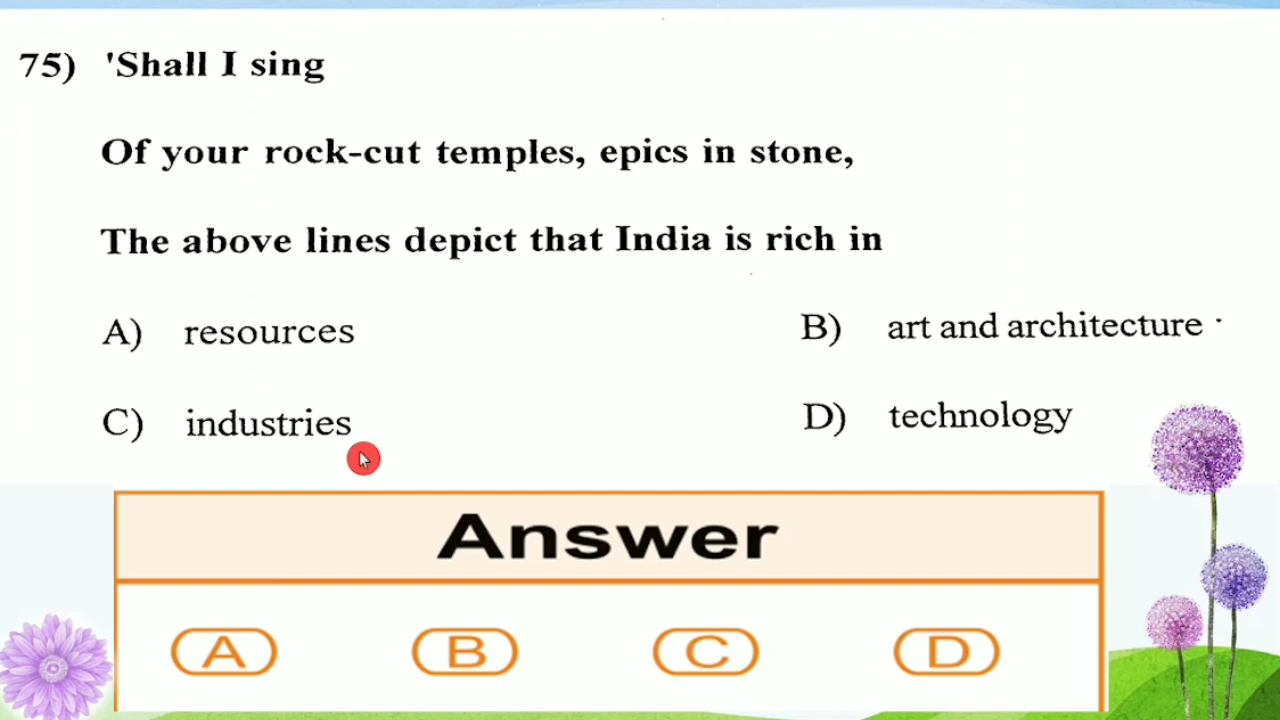 75) 'Shall I sing
Of your rock-cut temples, epics in stone,
The above lines depict that India is rich in
A) resources B) art and architecture
C) industries D) technology
Answer
A B C D